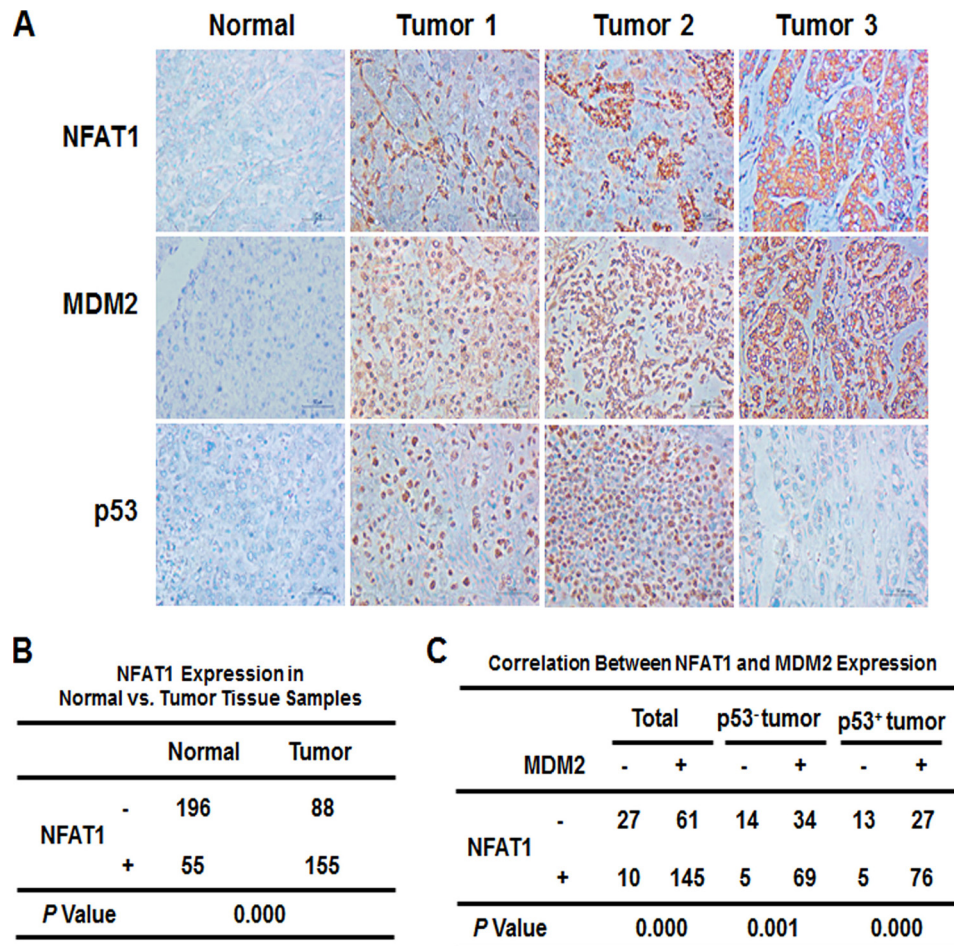 A
Normal Tumor 1 Tumor 2 Tumor 3
NFAT1
MDM2
p53
B
NFAT1 Expression in
Normal vs. Tumor Tissue Samples
Normal Tumor
NFAT1
- 196 88
+ 55 155
P Value 0.000
C
Correlation Between NFAT1 and MDM2 Expression
Total p53⁻ tumor p53⁺ tumor
MDM2 - + - + - +
NFAT1
- 27 61 14 34 13 27
+ 10 145 5 69 5 76
P Value 0.000 0.001 0.000